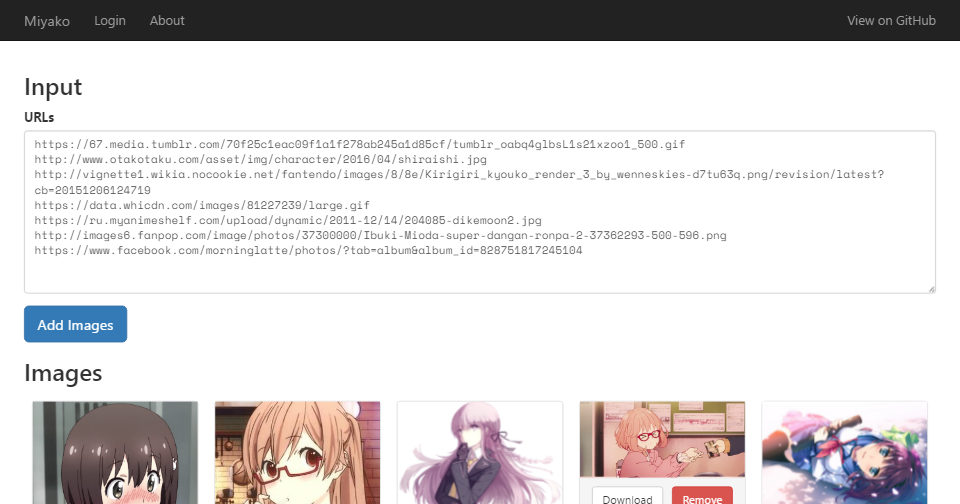 Miyako Login About View on GitHub
Input
URLs
https://67.media.tumblr.com/70f25c1eac09f1a1f278ab245a1d85cf/tumblr_oabq4glbsL1s21xzoo1_500.gif
http://www.otakotaku.com/asset/img/character/2016/04/shiraishi.jpg
http://vignette1.wikia.nocookie.net/fantendo/images/8/8e/Kirigiri_kyouko_render_3_by_wenneskies-d7tu63q.png/revision/latest?
cb=20151206124719
https://data.whicdn.com/images/81227239/large.gif
https://ru.myanimeshelf.com/upload/dynamic/2011-12/14/204085-dikemoon2.jpg
http://images6.fanpop.com/image/photos/37300000/Ibuki-Mioda-super-dangan-ronpa-2-37362293-500-596.png
https://www.facebook.com/morninglatte/photos/?tab=album&album_id=828751817245104
Add Images
Images
Download Remove